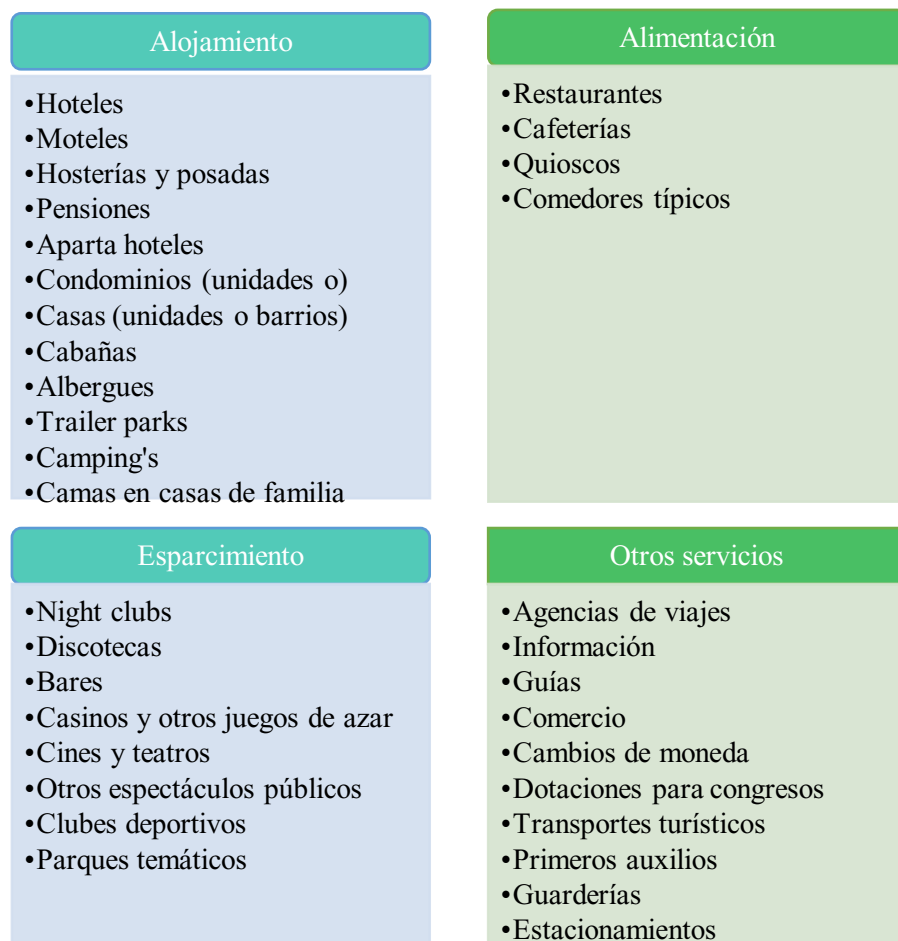 Alojamiento
•Hoteles
•Moteles
•Hosterías y posadas
•Pensiones
•Aparta hoteles
•Condominios (unidades o)
•Casas (unidades o barrios)
•Cabañas
•Albergues
•Trailer parks
•Camping's
•Camas en casas de familia
Alimentación
•Restaurantes
•Cafeterías
•Quioscos
•Comedores típicos
Esparcimiento
•Night clubs
•Discotecas
•Bares
•Casinos y otros juegos de azar
•Cines y teatros
•Otros espectáculos públicos
•Clubes deportivos
•Parques temáticos
Otros servicios
•Agencias de viajes
•Información
•Guías
•Comercio
•Cambios de moneda
•Dotaciones para congresos
•Transportes turísticos
•Primeros auxilios
•Guarderías
•Estacionamientos